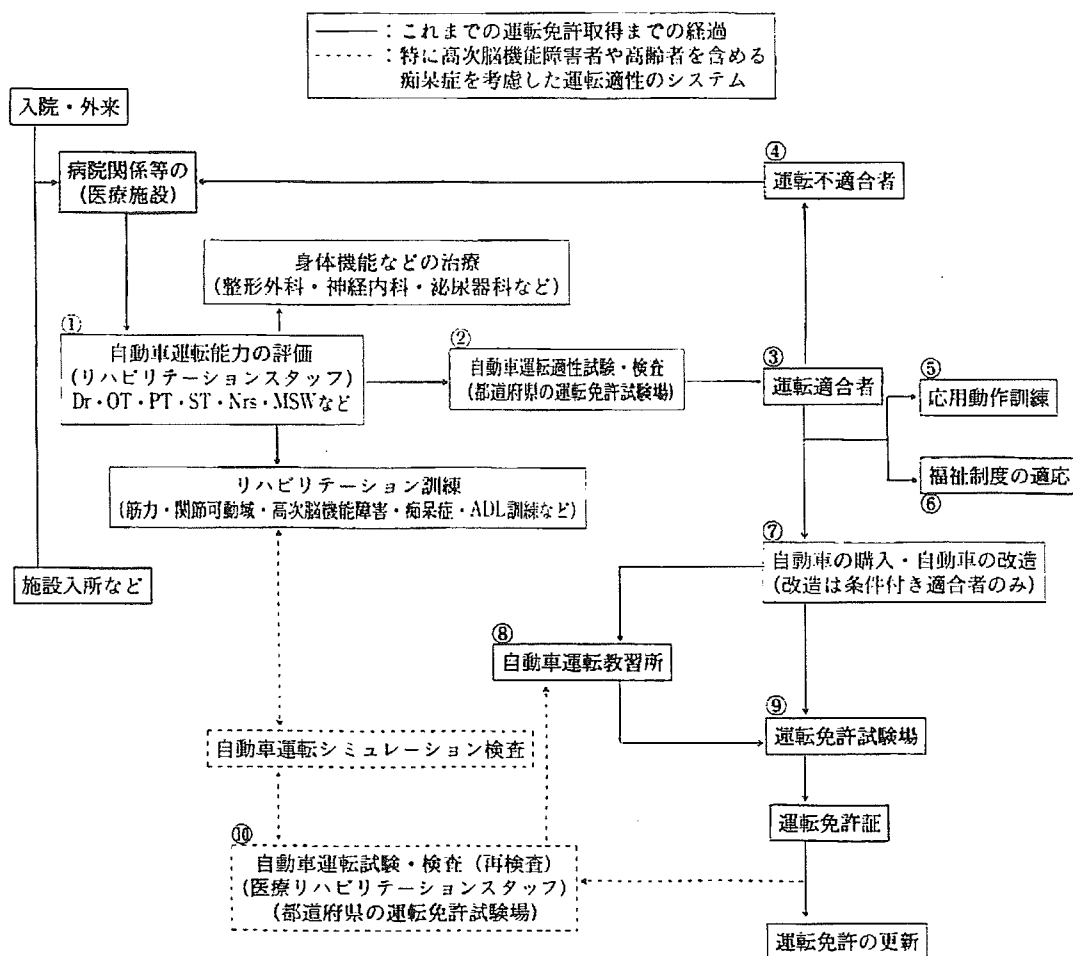 ―――：これまでの運転免許取得までの経過
-------：特に高次脳機能障害者や高齢者を含める
痴呆症を考慮した運転適性のシステム
入院・外来
病院関係等の
(医療施設)
④
運転不適合者
身体機能などの治療
(整形外科・神経内科・泌尿器科など)
①
自動車運転能力の評価
(リハビリテーションスタッフ)
Dr・OT・PT・ST・Nrs・MSWなど
②
自動車運転適性試験・検査
(都道府県の運転免許試験場)
③
運転適合者
⑤
応用動作訓練
福祉制度の適応
⑥
リハビリテーション訓練
(筋力・関節可動域・高次脳機能障害・痴呆症・ADL訓練など)
施設入所など
⑦
自動車の購入・自動車の改造
(改造は条件付き適合者のみ)
⑧
自動車運転教習所
⑨
運転免許試験場
自動車運転シミュレーション検査
運転免許証
⑩
自動車運転試験・検査（再検査）
(医療リハビリテーションスタッフ)
(都道府県の運転免許試験場)
運転免許の更新